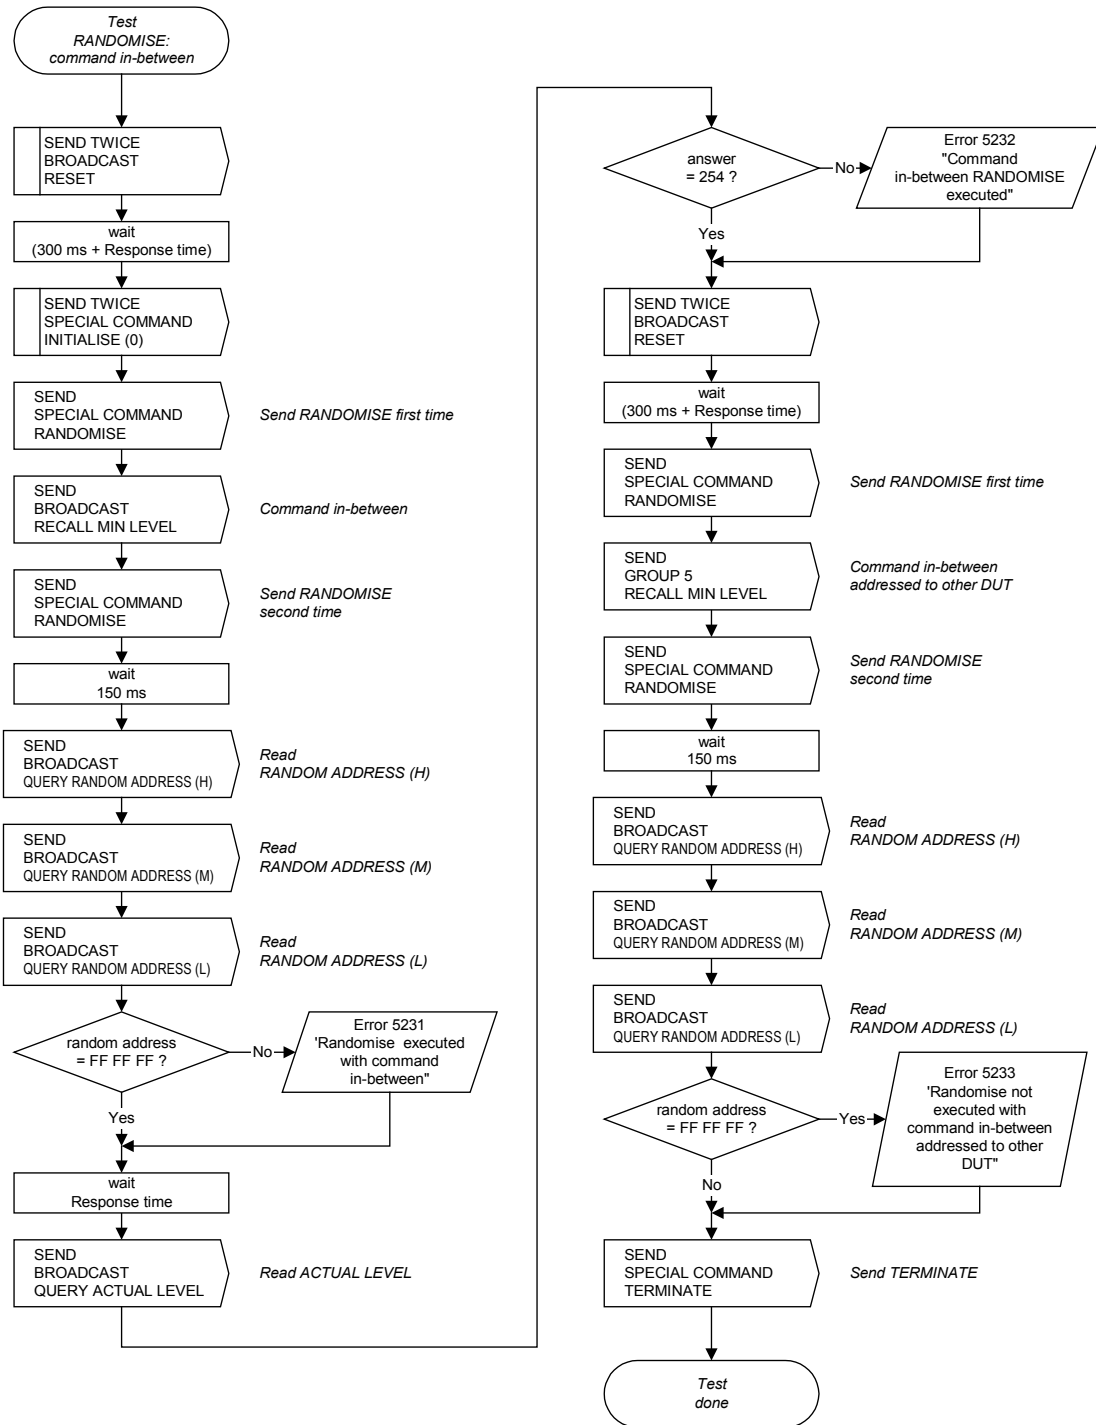 Test
RANDOMISE:
command in-between
SEND TWICE
BROADCAST
RESET
wait
(300 ms + Response time)
SEND TWICE
SPECIAL COMMAND
INITIALISE (0)
SEND
SPECIAL COMMAND
RANDOMISE
Send RANDOMISE first time
SEND
BROADCAST
RECALL MIN LEVEL
Command in-between
SEND
SPECIAL COMMAND
RANDOMISE
Send RANDOMISE
second time
wait
150 ms
SEND
BROADCAST
QUERY RANDOM ADDRESS (H)
Read
RANDOM ADDRESS (H)
SEND
BROADCAST
QUERY RANDOM ADDRESS (M)
Read
RANDOM ADDRESS (M)
SEND
BROADCAST
QUERY RANDOM ADDRESS (L)
Read
RANDOM ADDRESS (L)
random address
= FF FF FF ?
No
Error 5231
'Randomise executed
with command
in-between"
Yes
wait
Response time
SEND
BROADCAST
QUERY ACTUAL LEVEL
Read ACTUAL LEVEL
answer
= 254 ?
No
Error 5232
"Command
in-between RANDOMISE
executed"
Yes
SEND TWICE
BROADCAST
RESET
wait
(300 ms + Response time)
SEND
SPECIAL COMMAND
RANDOMISE
Send RANDOMISE first time
SEND
GROUP 5
RECALL MIN LEVEL
Command in-between
addressed to other DUT
SEND
SPECIAL COMMAND
RANDOMISE
Send RANDOMISE
second time
wait
150 ms
SEND
BROADCAST
QUERY RANDOM ADDRESS (H)
Read
RANDOM ADDRESS (H)
SEND
BROADCAST
QUERY RANDOM ADDRESS (M)
Read
RANDOM ADDRESS (M)
SEND
BROADCAST
QUERY RANDOM ADDRESS (L)
Read
RANDOM ADDRESS (L)
random address
= FF FF FF ?
Yes
Error 5233
'Randomise not
executed with
command in-between
addressed to other
DUT"
No
SEND
SPECIAL COMMAND
TERMINATE
Send TERMINATE
Test
done